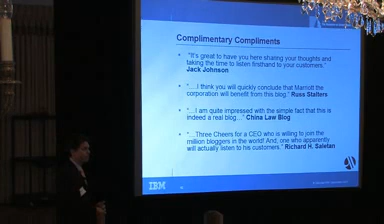 Complimentary Compliments
"It's great to have you here sharing your thoughts and
taking the time to listen firsthand to your customers."
Jack Johnson
"....I think you will quickly conclude that Marriott the
corporation will benefit from this blog." Russ Stalters
"...I am quite impressed with the simple fact that this is
indeed a real blog..." China Law Blog
"...Three Cheers for a CEO who is willing to join the
million bloggers in the world! And, one who apparently
will actually listen to his customers." Richard H. Saletan
IBM